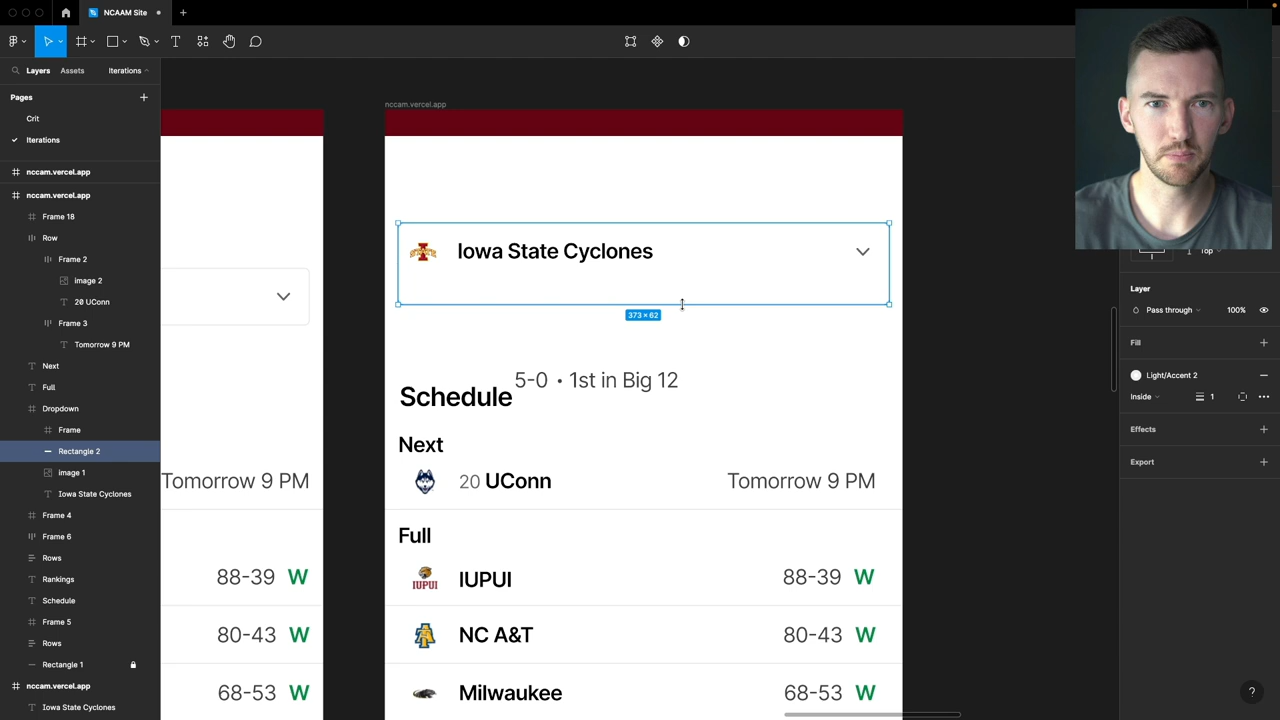 NCAAM Site
Layers
Assets
Iterations
Pages
Crit
Iterations
nccam.vercel.app
nccam.vercel.app
Frame 18
Row
Frame 2
image 2
20 UConn
Frame 3
Tomorrow 9 PM
Next
Full
Dropdown
Frame
Rectangle 2
image 1
Iowa State Cyclones
Frame 4
Frame 6
Rows
Rankings
Schedule
Frame 5
Rows
Rectangle 1
nccam.vercel.app
Iowa State Cyclones
Tomorrow 9 PM
88-39 W
80-43 W
68-53 W
nccam.vercel.app
Iowa State Cyclones
373 × 62
5-0 • 1st in Big 12
Schedule
Next
20 UConn Tomorrow 9 PM
Full
IUPUI
IUPUI 88-39 W
NC A&T 80-43 W
Milwaukee 68-53 W
Top
Layer
Pass through 100%
Fill
Light/Accent 2
Inside 1
Effects
Export
?